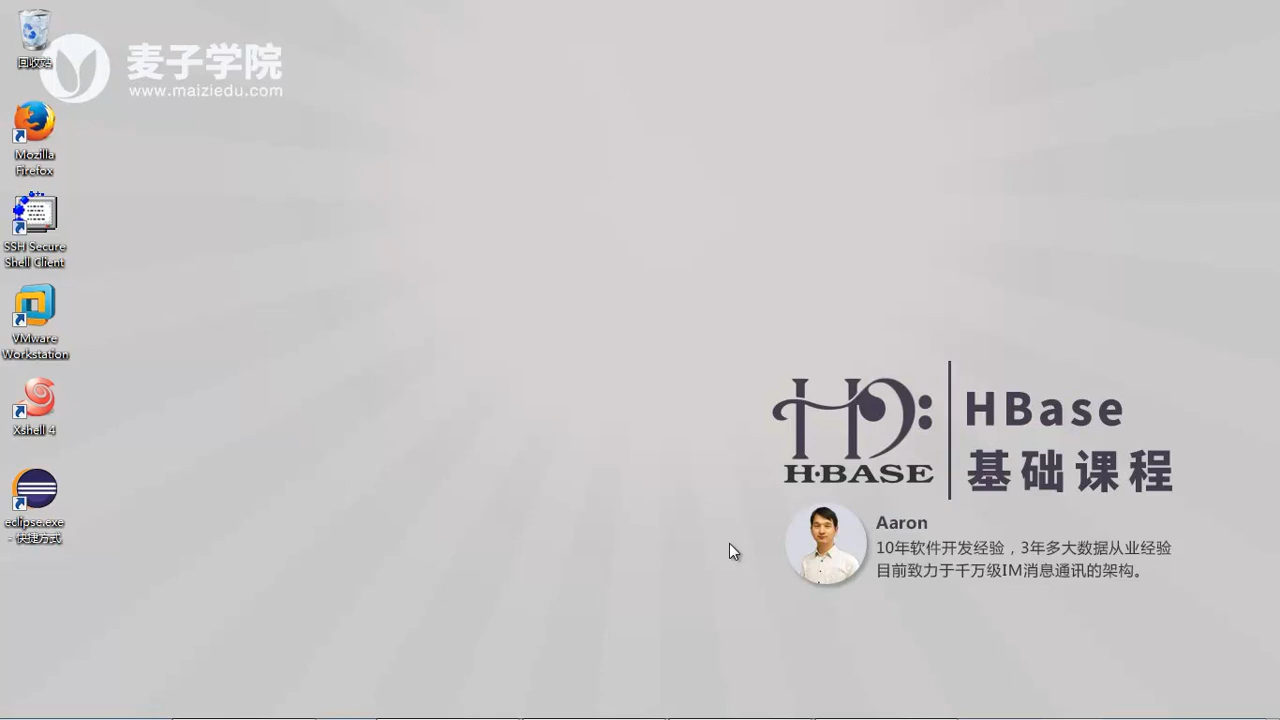 回收站
麦子学院
www.maiziedu.com
Mozilla
Firefox
SSH Secure
Shell Client
VMware
Workstation
Xshell 4
eclipse.exe
- 快捷方式
H·BASE
HBase
基础课程
Aaron
10年软件开发经验，3年多大数据从业经验
目前致力于千万级IM消息通讯的架构。